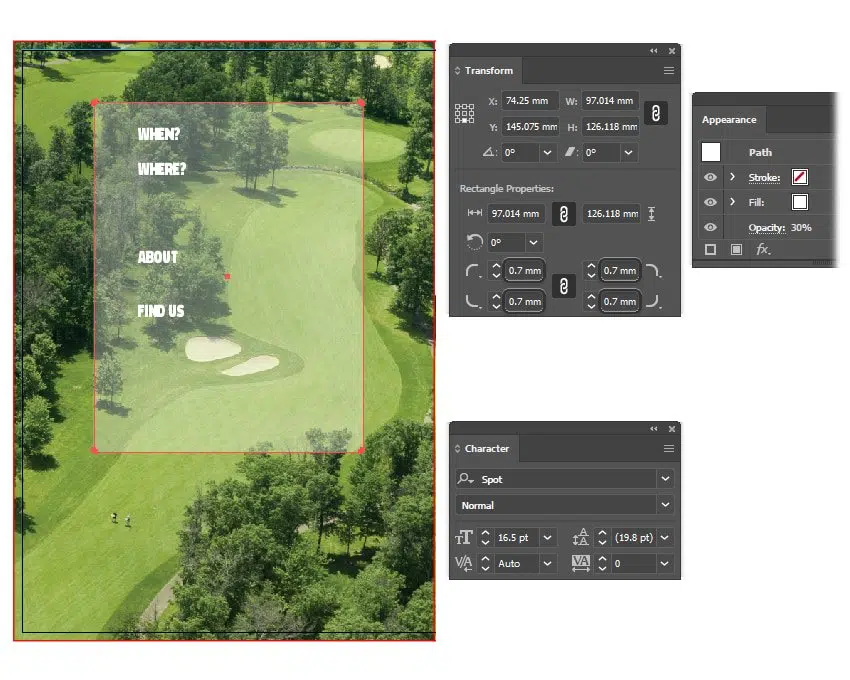 WHEN?
WHERE?
ABOUT
FIND US
Transform
X: 74.25 mm W: 97.014 mm
Y: 145.075 mm H: 126.118 mm
0° 0°
Rectangle Properties:
97.014 mm 126.118 mm
0°
0.7 mm 0.7 mm
0.7 mm 0.7 mm
Appearance
Path
Stroke:
Fill:
Opacity: 30%
fx.
Character
Spot
Normal
16.5 pt (19.8 pt)
Auto 0